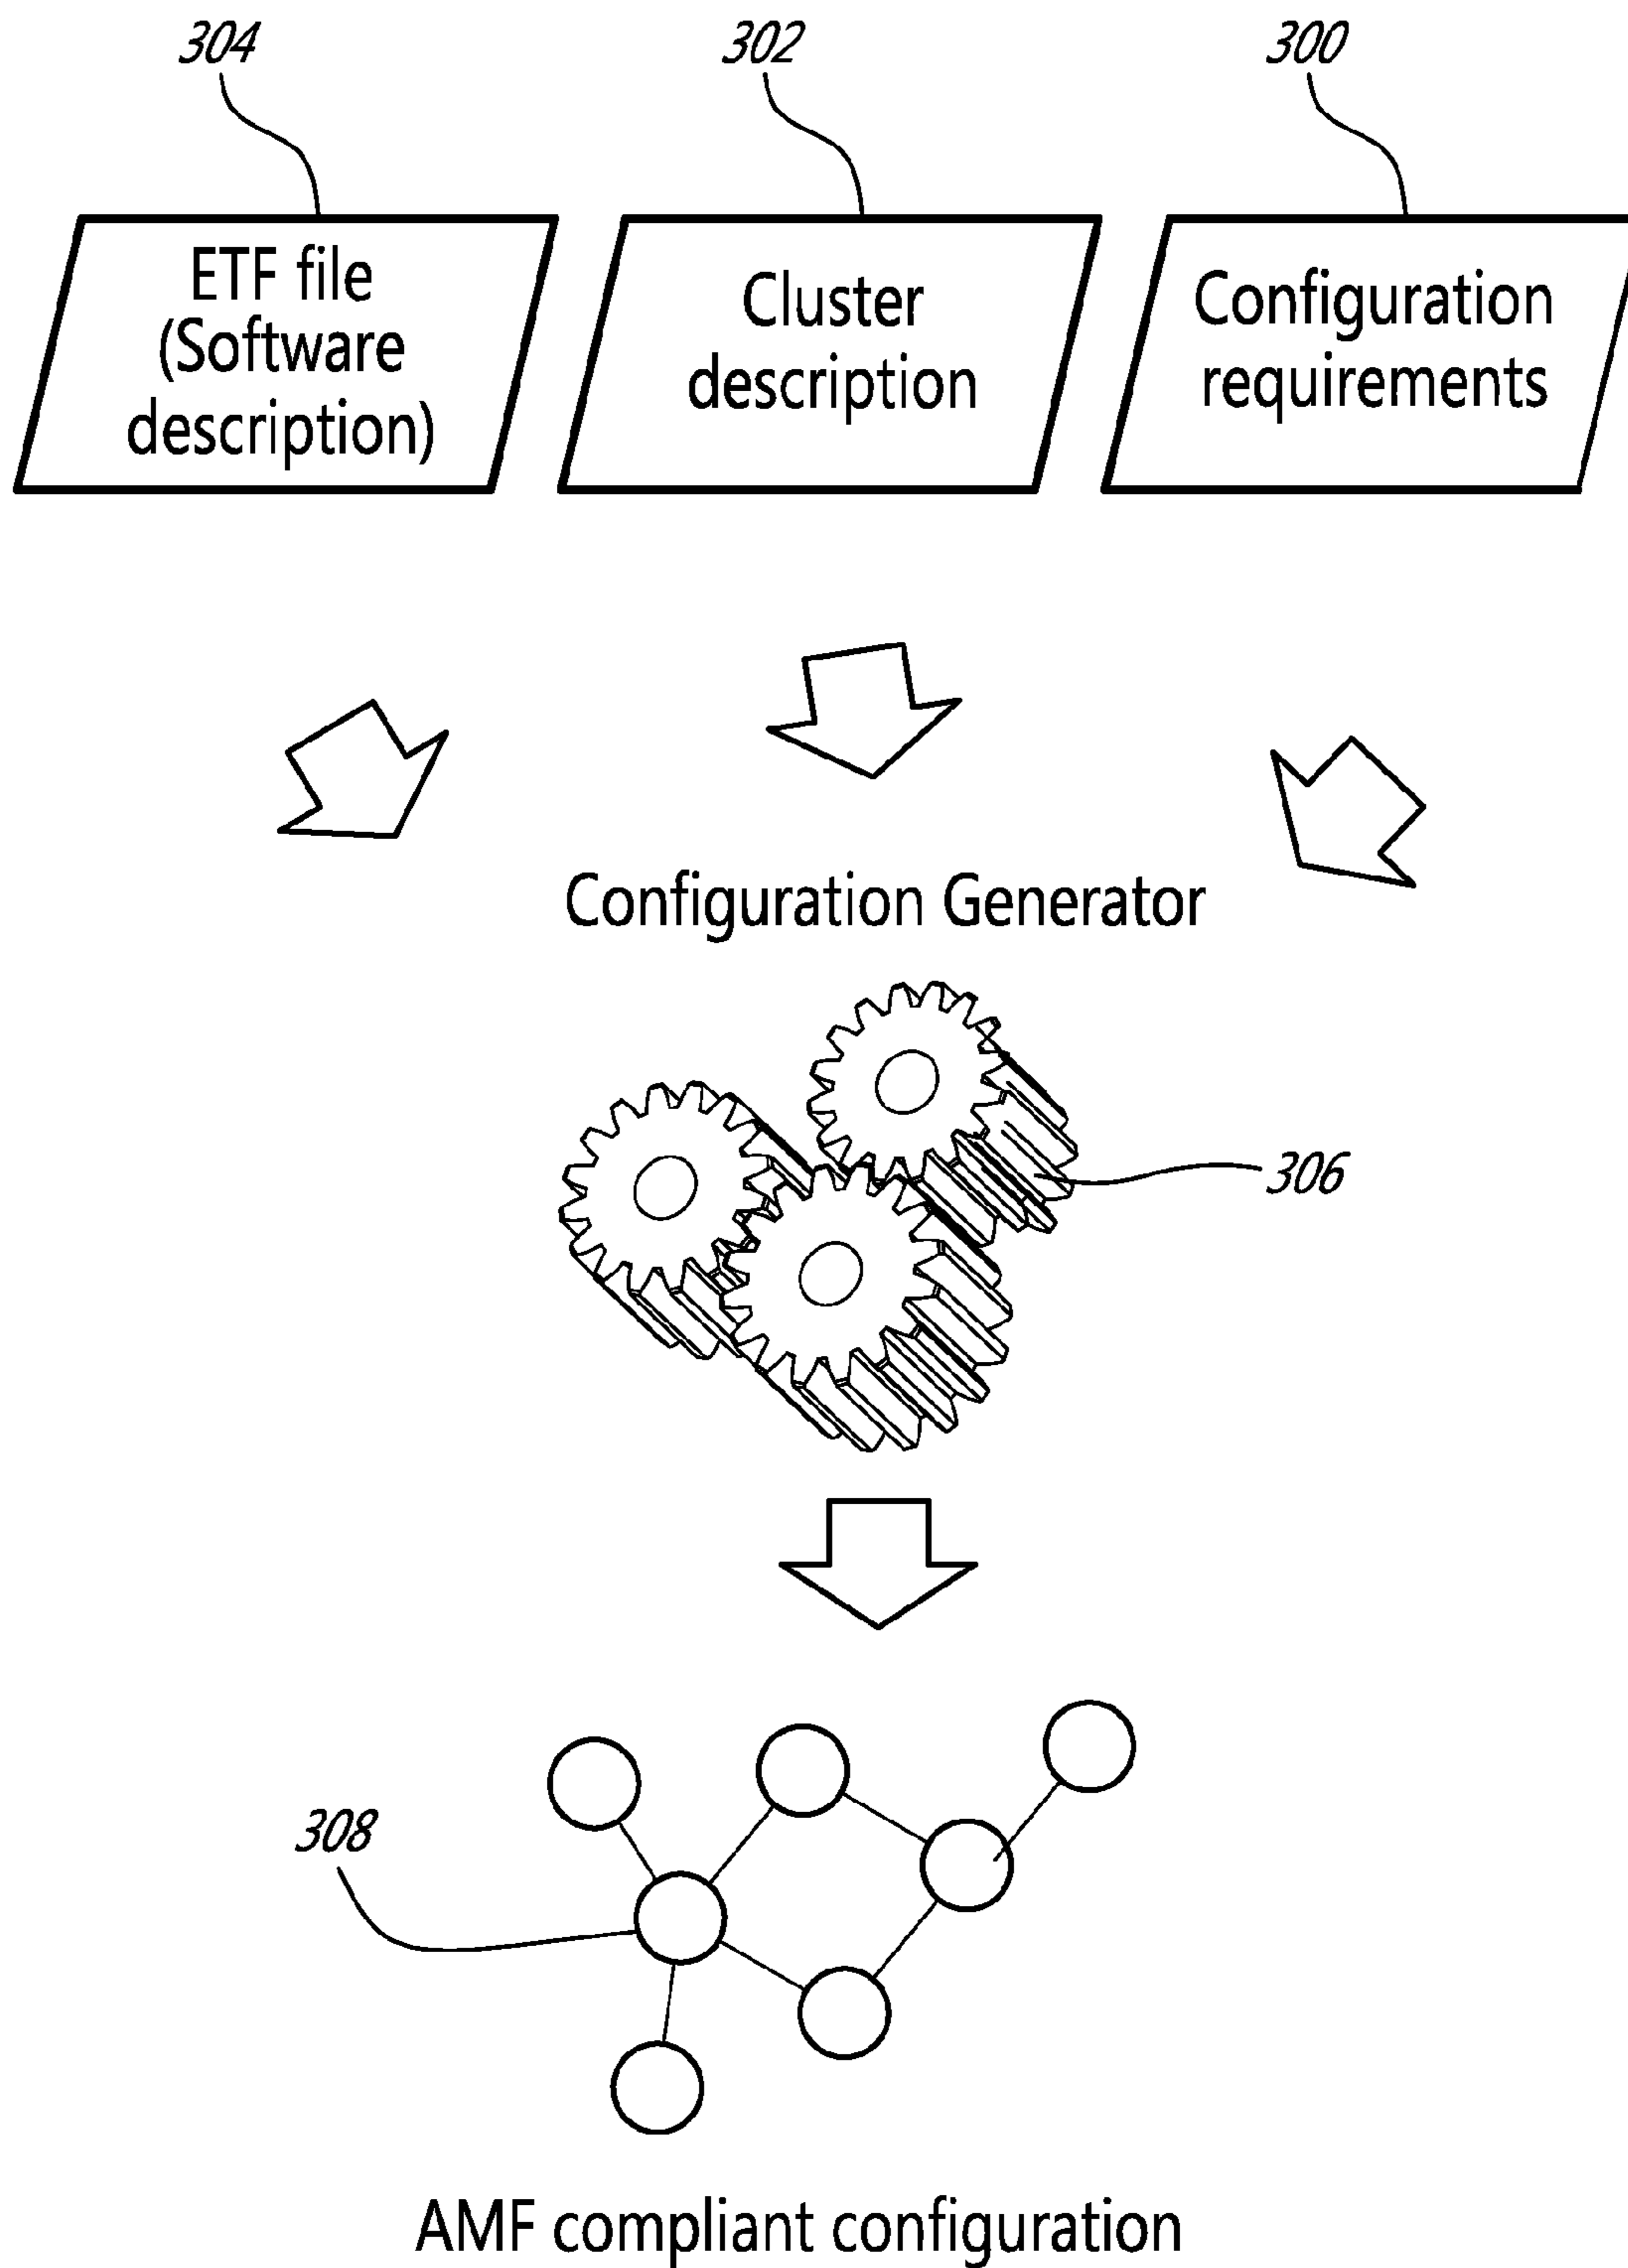 304
302
300
ETF file
(Software
description)
Cluster
description
Configuration
requirements
Configuration Generator
306
308
AMF compliant configuration